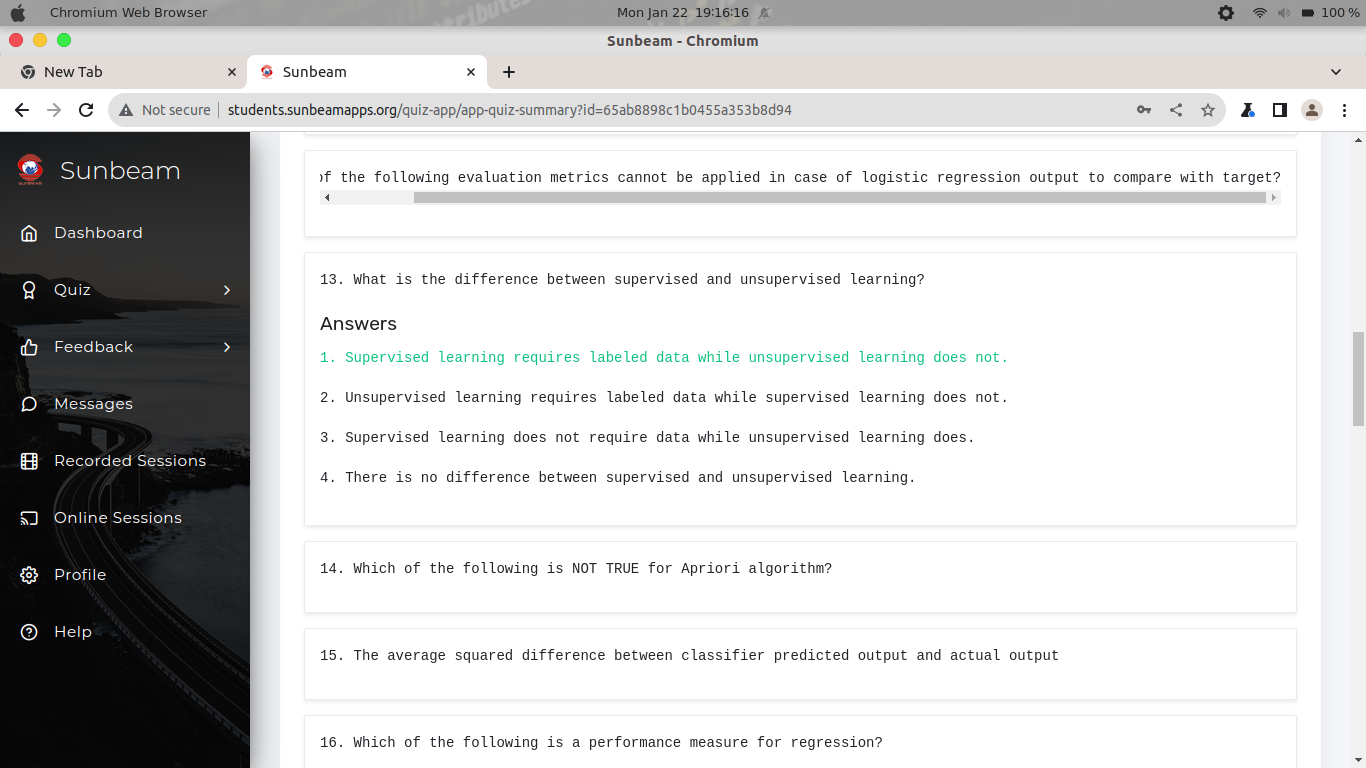 Chromium Web Browser
Mon Jan 22 19:16:16
100 %
Sunbeam - Chromium
New Tab
Sunbeam
Not secure
students.sunbeamapps.org/quiz-app/app-quiz-summary?id=65ab8898c1b0455a353b8d94
Sunbeam
Dashboard
Quiz
Feedback
Messages
Recorded Sessions
Online Sessions
Profile
Help
of the following evaluation metrics cannot be applied in case of logistic regression output to compare with target?
13. What is the difference between supervised and unsupervised learning?
Answers
1. Supervised learning requires labeled data while unsupervised learning does not.
2. Unsupervised learning requires labeled data while supervised learning does not.
3. Supervised learning does not require data while unsupervised learning does.
4. There is no difference between supervised and unsupervised learning.
14. Which of the following is NOT TRUE for Apriori algorithm?
15. The average squared difference between classifier predicted output and actual output
16. Which of the following is a performance measure for regression?